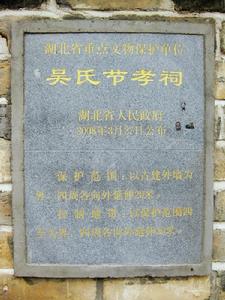 湖北省重点文物保护单位
吴氏节孝祠
湖北省人民政府
2008年3月27日公布
保护范围：以古建外墙为
界，四周各向外延伸20米。
控制地带：以保护范围四
至为界，四周各向外延伸30米。